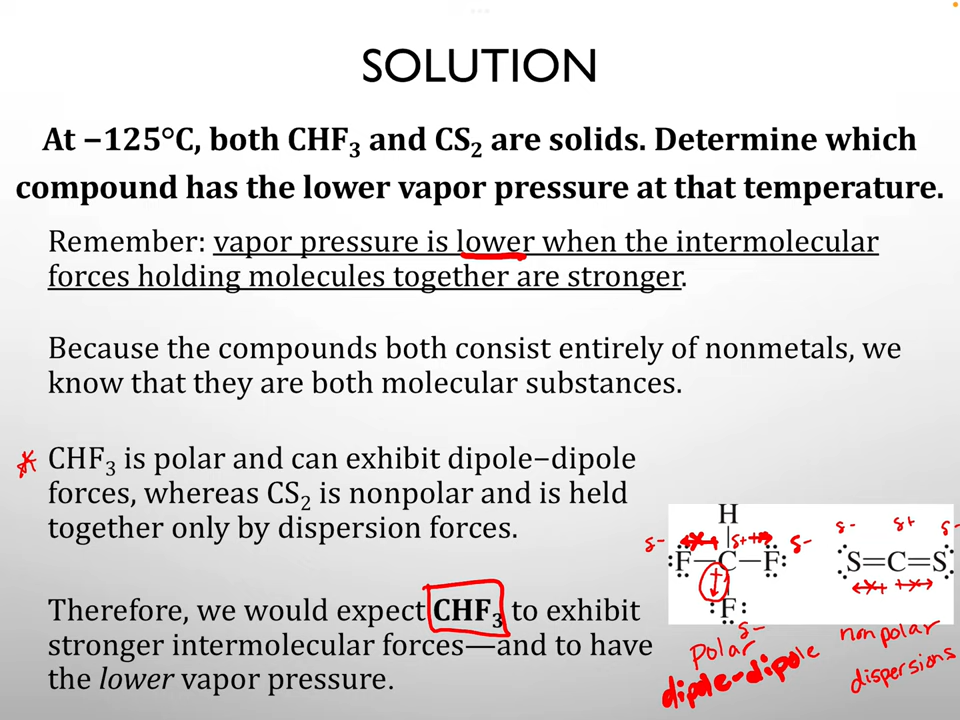 SOLUTION
At −125°C, both CHF₃ and CS₂ are solids. Determine which
compound has the lower vapor pressure at that temperature.
Remember: vapor pressure is lower when the intermolecular
forces holding molecules together are stronger.
Because the compounds both consist entirely of nonmetals, we
know that they are both molecular substances.
* CHF₃ is polar and can exhibit dipole−dipole
forces, whereas CS₂ is nonpolar and is held
together only by dispersion forces.
Therefore, we would expect CHF₃ to exhibit
stronger intermolecular forces—and to have
the lower vapor pressure.
H
δ− δ+ δ−
:F—C—F:
:F:
δ−
Polar
dipole-dipole
δ− δ+ δ−
S=C=S
nonpolar
dispersions